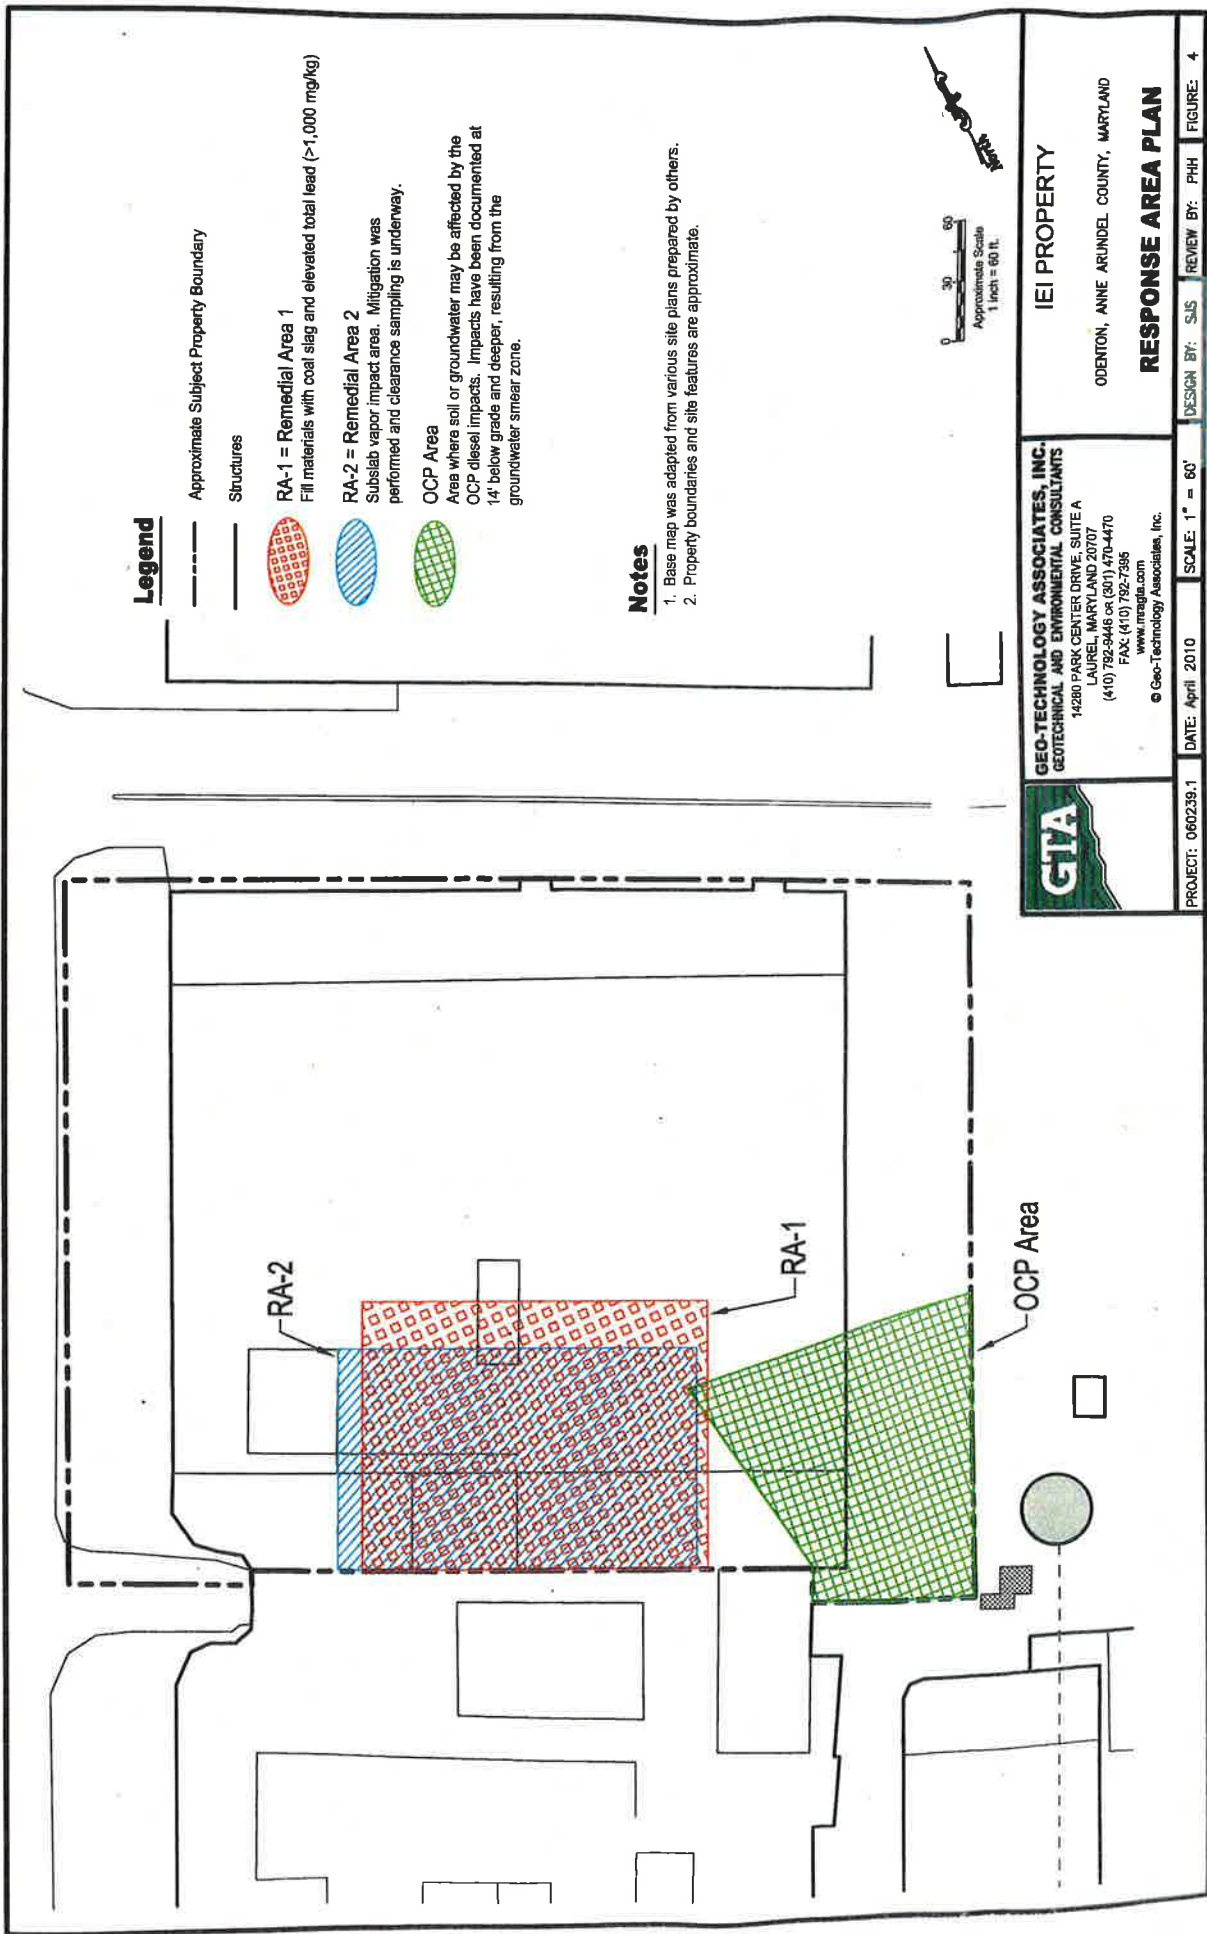 Legend
Approximate Subject Property Boundary
Structures
RA-1 = Remedial Area 1
Fill materials with coal slag and elevated total lead (>1,000 mg/kg)
RA-2 = Remedial Area 2
Subslab vapor impact area. Mitigation was
performed and clearance sampling is underway.
OCP Area
Area where soil or groundwater may be affected by the
OCP diesel impacts. Impacts have been documented at
14' below grade and deeper, resulting from the
groundwater smear zone.
Notes
1. Base map was adapted from various site plans prepared by others.
2. Property boundaries and site features are approximate.
RA-2
RA-1
OCP Area
North
0 30 60
Approximate Scale
1 inch = 60 ft.
GTA
GEO-TECHNOLOGY ASSOCIATES, INC.
GEOTECHNICAL AND ENVIRONMENTAL CONSULTANTS
14280 PARK CENTER DRIVE, SUITE A
LAUREL, MARYLAND 20707
(410) 792-9446 OR (301) 470-4470
FAX: (410) 792-7395
www.mragta.com
© Geo-Technology Associates, Inc.
IEI PROPERTY
ODENTON, ANNE ARUNDEL COUNTY, MARYLAND
RESPONSE AREA PLAN
PROJECT: 060239.1
DATE: April 2010
SCALE: 1" = 60'
DESIGN BY: SJS
REVIEW BY: PHH
FIGURE: 4